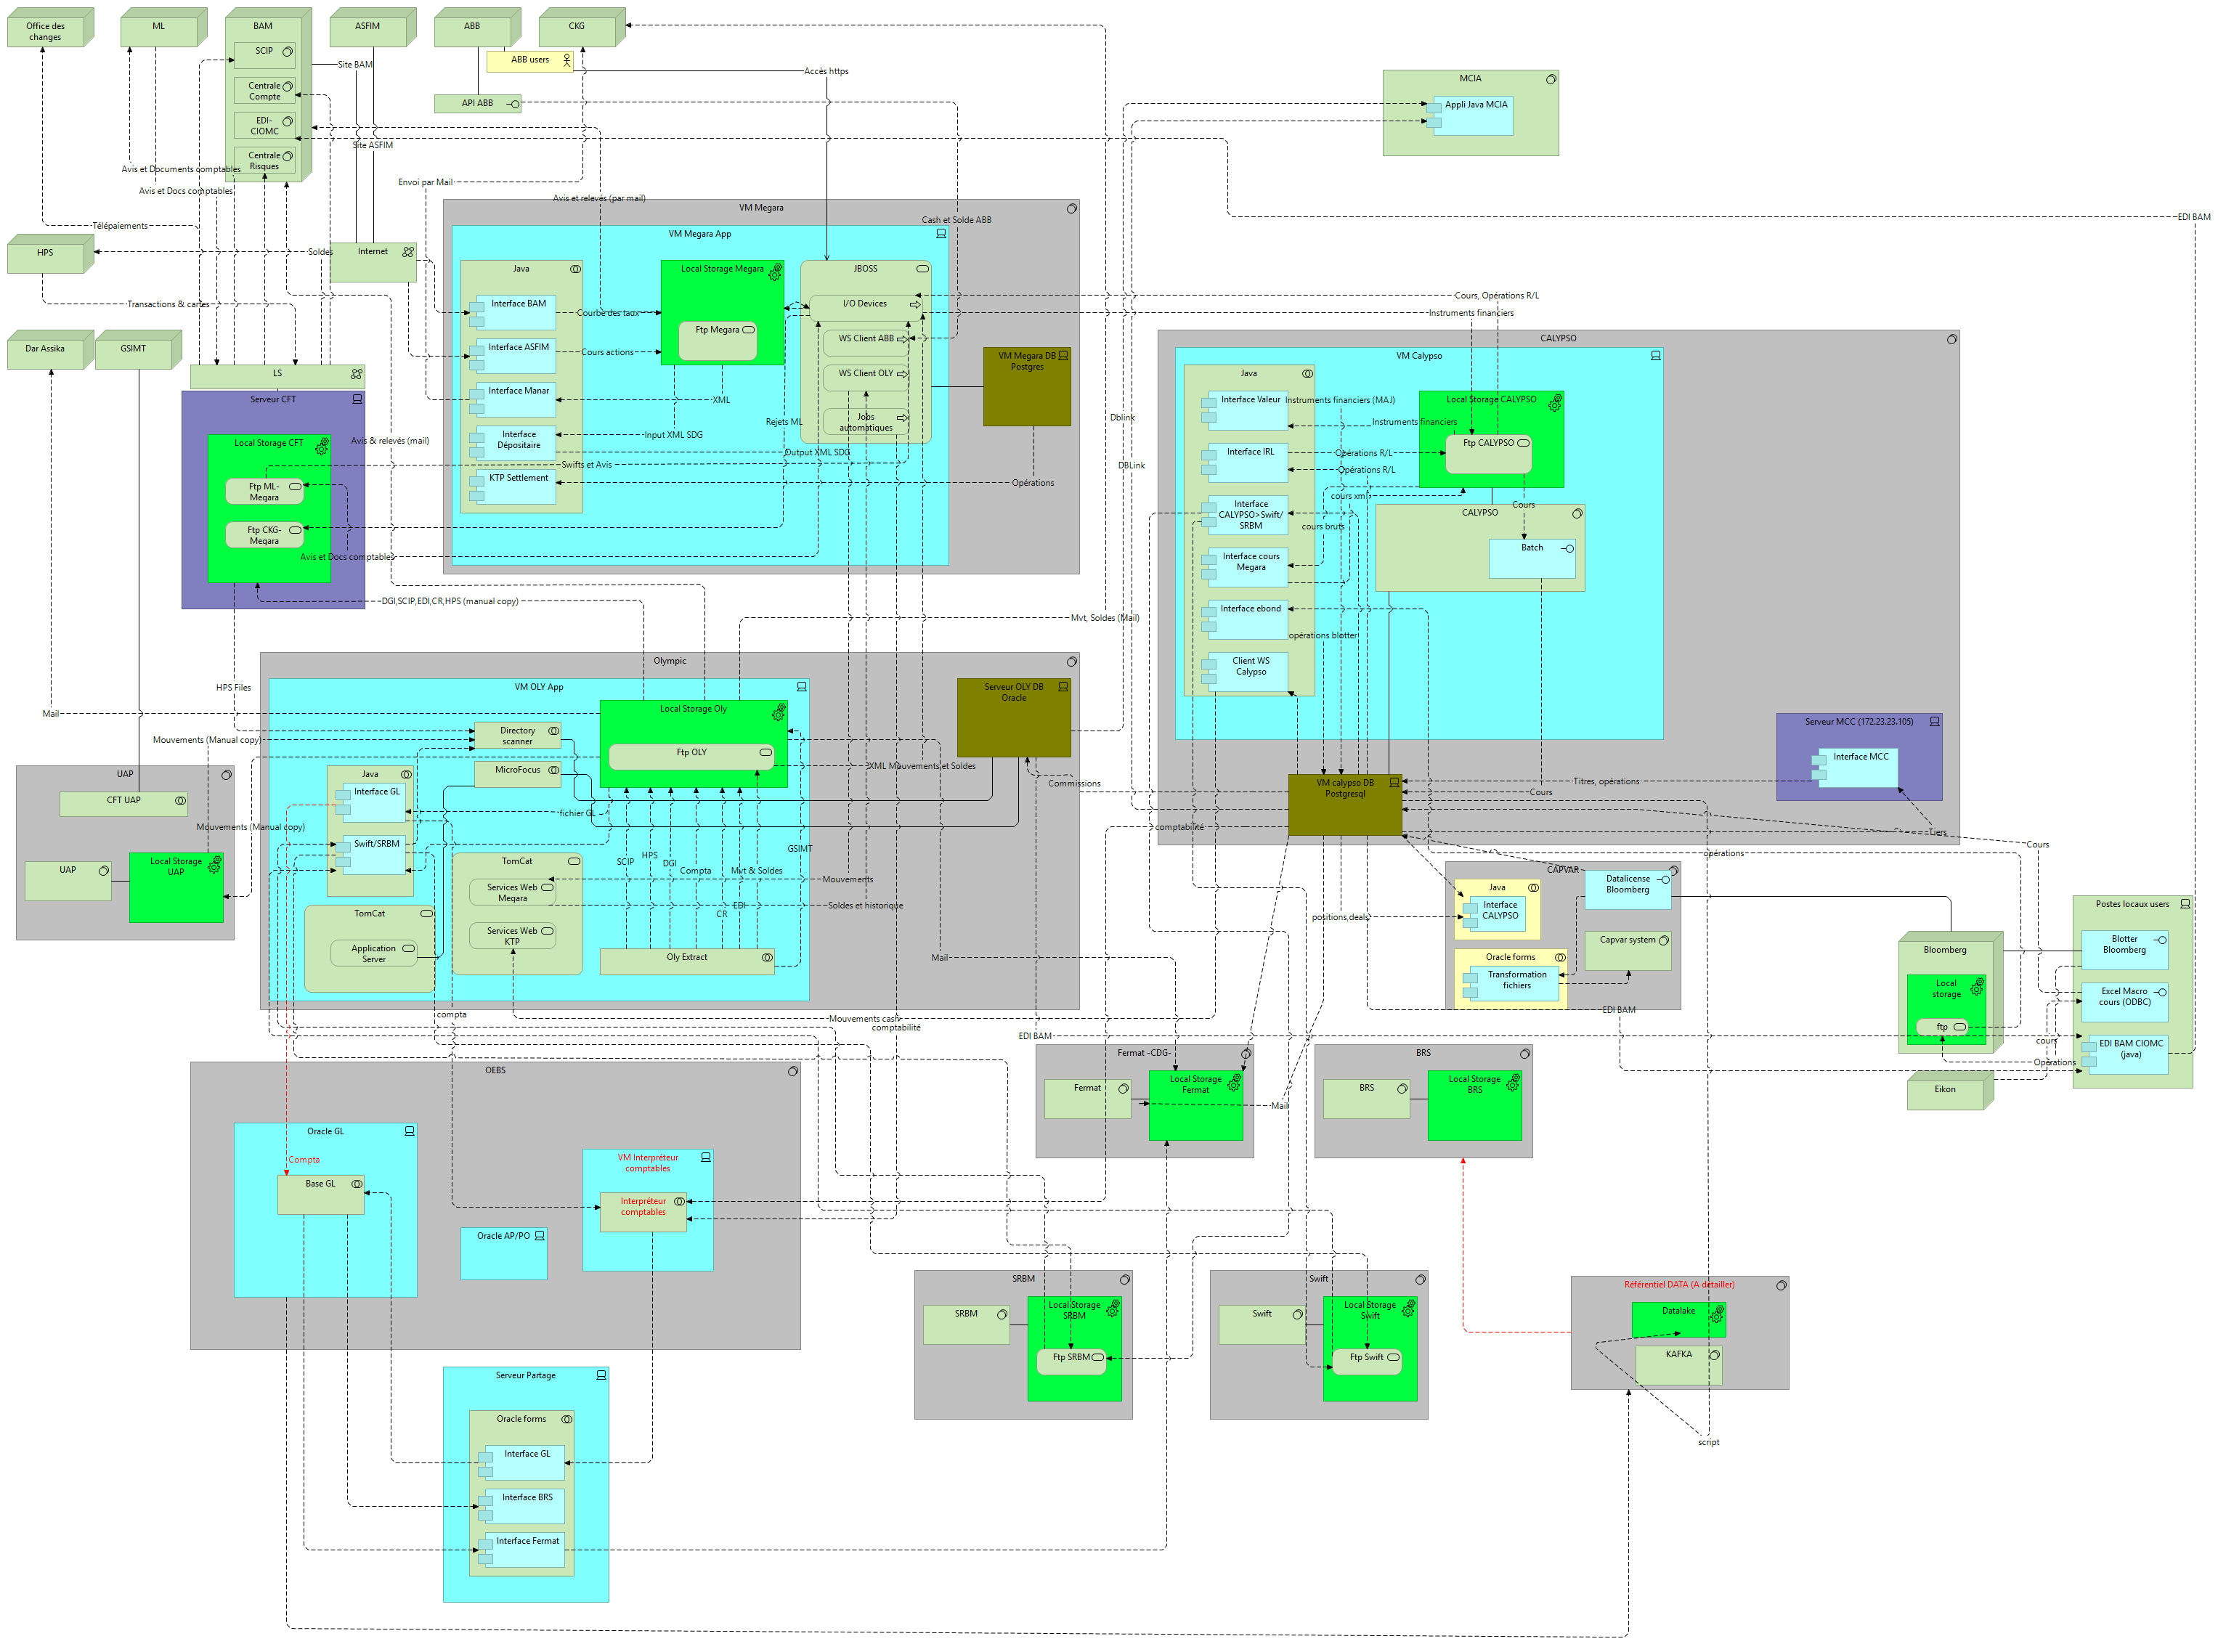 Office des
changes
ML
BAM
SCIP
Centrale
Compte
EDI-
CIOMC
Centrale
Risques
ASFIM
ABB
ABB users
API ABB
CKG
Site BAM
Accès https
Site ASFIM
MCIA
Appli Java MCIA
Avis et Documents comptables
Avis et Docs comptables
Envoi par Mail
Avis et relevés (par mail)
Télépaiements
HPS
Soldes
Internet
Transactions & cartes
Dar Assika
GSIMT
LS
EDI BAM
VM Megara
Cash et Solde ABB
VM Megara App
Java
Interface BAM
Interface ASFIM
Interface Manar
Interface
Dépositaire
KTP Settlement
Local Storage Megara
Ftp Megara
JBOSS
I/O Devices
WS Client ABB
WS Client OLY
Jobs
automatiques
VM Megara DB
Postgres
Courbe des taux
Cours actions
XML
Input XML SDG
Rejets ML
Output XML SDG
Swifts et Avis
Opérations
Cours, Opérations R/L
Instruments financiers
Serveur CFT
Local Storage CFT
Ftp ML-
Megara
Ftp CKG-
Megara
Avis & relevés (mail)
Avis et Docs comptables
DGI,SCIP,EDI,CR,HPS (manual copy)
Mvt, Soldes (Mail)
Dblink
DBLink
CALYPSO
VM Calypso
Java
Interface Valeur
Interface IRL
Interface
CALYPSO>Swift/
SRBM
Interface cours
Megara
Interface ebond
Client WS
Calypso
Instruments financiers (MAJ)
Instruments financiers
Opérations R/L
Opérations R/L
cours xml
cours bruts
opérations blotter
Local Storage CALYPSO
Ftp CALYPSO
Cours
CALYPSO
Batch
Serveur MCC (172.23.23.105)
Interface MCC
VM calypso DB
Postgresql
Titres, opérations
Cours
Tiers
Commissions
comptabilité
HPS Files
Mail
Mouvements (Manual copy)
Mouvements (Manual copy)
UAP
CFT UAP
UAP
Local Storage
UAP
Olympic
VM OLY App
Directory
scanner
MicroFocus
Local Storage Oly
Ftp OLY
Serveur OLY DB
Oracle
XML Mouvements et Soldes
Java
Interface GL
Swift/SRBM
fichier GL
TomCat
Application
Server
TomCat
Services Web
Megara
Services Web
KTP
Oly Extract
SCIP
HPS
DGI
Compta
CR
EDI
Mvt & Soldes
GSIMT
Mouvements
Soldes et historique
Mail
compta
Mouvements cash
comptabilité
EDI BAM
opérations
Cours
CAPVAR
Java
Interface
CALYPSO
Datalicense
Bloomberg
Capvar system
Oracle forms
Transformation
fichiers
positions,deals
EDI BAM
Bloomberg
Local
storage
ftp
Eikon
Postes locaux users
Blotter
Bloomberg
Excel Macro
cours (ODBC)
EDI BAM CIOMC
(java)
cours
Opérations
OEBS
Oracle GL
Compta
Base GL
Oracle AP/PO
VM Interpréteur
comptables
Interpréteur
comptables
Fermat -CDG-
Fermat
Local Storage
Fermat
Mail
BRS
BRS
Local Storage
BRS
SRBM
SRBM
Local Storage
SRBM
Ftp SRBM
Swift
Swift
Local Storage
Swift
Ftp Swift
Référentiel DATA (A détailler)
Datalake
KAFKA
script
Serveur Partage
Oracle forms
Interface GL
Interface BRS
Interface Fermat